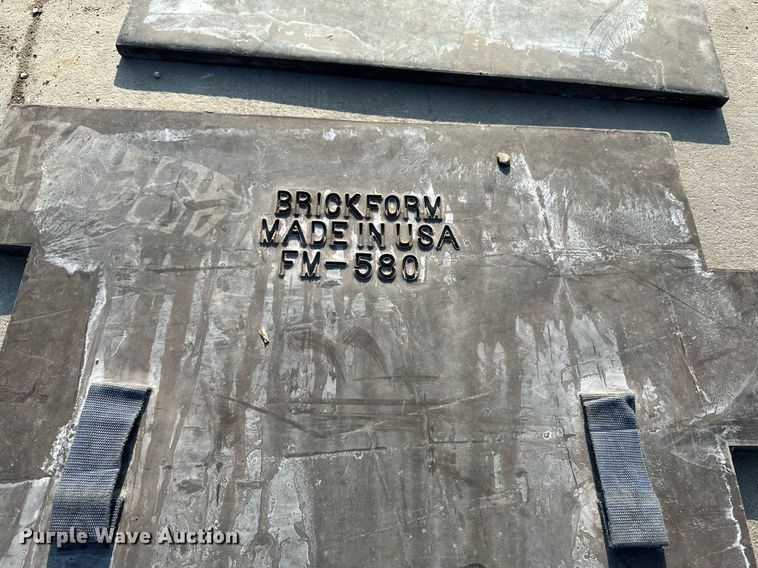 BRICKFORM
MADE IN USA
FM-580
Purple Wave Auction